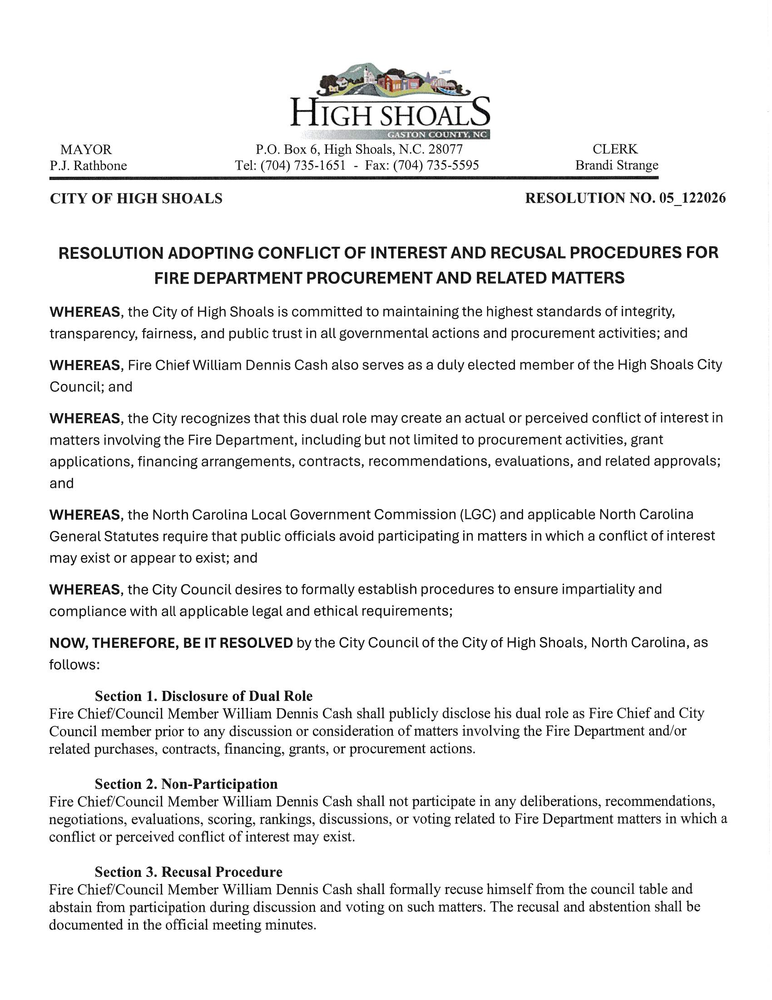 HIGH SHOALS
GASTON COUNTY, NC
MAYOR
P.J. Rathbone
P.O. Box 6, High Shoals, N.C. 28077
Tel: (704) 735-1651 - Fax: (704) 735-5595
CLERK
Brandi Strange
CITY OF HIGH SHOALS
RESOLUTION NO. 05_122026
RESOLUTION ADOPTING CONFLICT OF INTEREST AND RECUSAL PROCEDURES FOR
FIRE DEPARTMENT PROCUREMENT AND RELATED MATTERS
WHEREAS, the City of High Shoals is committed to maintaining the highest standards of integrity,
transparency, fairness, and public trust in all governmental actions and procurement activities; and
WHEREAS, Fire Chief William Dennis Cash also serves as a duly elected member of the High Shoals City
Council; and
WHEREAS, the City recognizes that this dual role may create an actual or perceived conflict of interest in
matters involving the Fire Department, including but not limited to procurement activities, grant
applications, financing arrangements, contracts, recommendations, evaluations, and related approvals;
and
WHEREAS, the North Carolina Local Government Commission (LGC) and applicable North Carolina
General Statutes require that public officials avoid participating in matters in which a conflict of interest
may exist or appear to exist; and
WHEREAS, the City Council desires to formally establish procedures to ensure impartiality and
compliance with all applicable legal and ethical requirements;
NOW, THEREFORE, BE IT RESOLVED by the City Council of the City of High Shoals, North Carolina, as
follows:
Section 1. Disclosure of Dual Role
Fire Chief/Council Member William Dennis Cash shall publicly disclose his dual role as Fire Chief and City
Council member prior to any discussion or consideration of matters involving the Fire Department and/or
related purchases, contracts, financing, grants, or procurement actions.
Section 2. Non-Participation
Fire Chief/Council Member William Dennis Cash shall not participate in any deliberations, recommendations,
negotiations, evaluations, scoring, rankings, discussions, or voting related to Fire Department matters in which a
conflict or perceived conflict of interest may exist.
Section 3. Recusal Procedure
Fire Chief/Council Member William Dennis Cash shall formally recuse himself from the council table and
abstain from participation during discussion and voting on such matters. The recusal and abstention shall be
documented in the official meeting minutes.